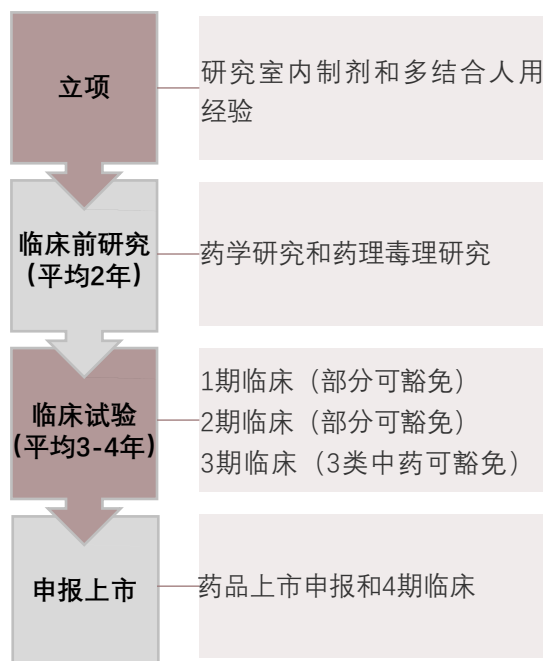 立项
研究室内制剂和多结合人用
经验
临床前研究
(平均2年)
药学研究和药理毒理研究
临床试验
(平均3-4年)
1期临床（部分可豁免）
2期临床（部分可豁免）
3期临床（3类中药可豁免）
申报上市
药品上市申报和4期临床